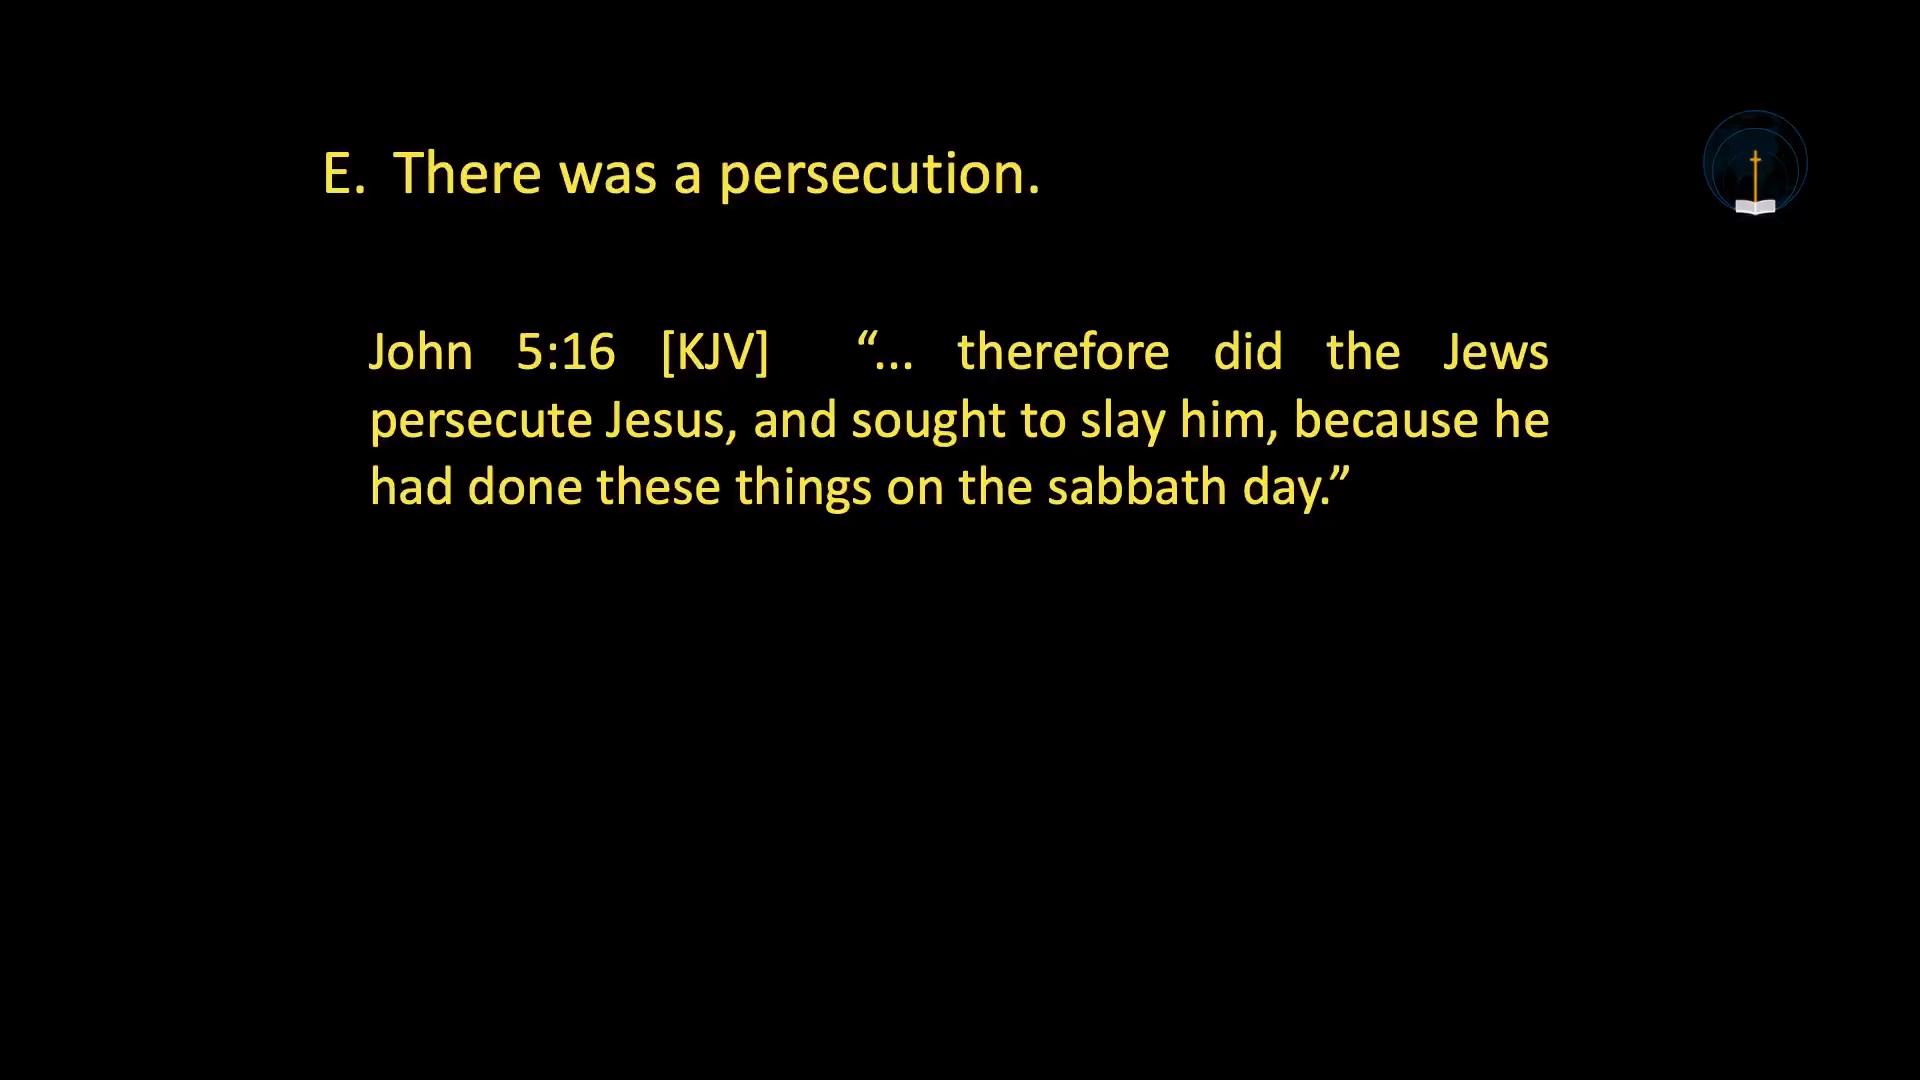 E. There was a persecution.
John 5:16 [KJV] “... therefore did the Jews
persecute Jesus, and sought to slay him, because he
had done these things on the sabbath day.”